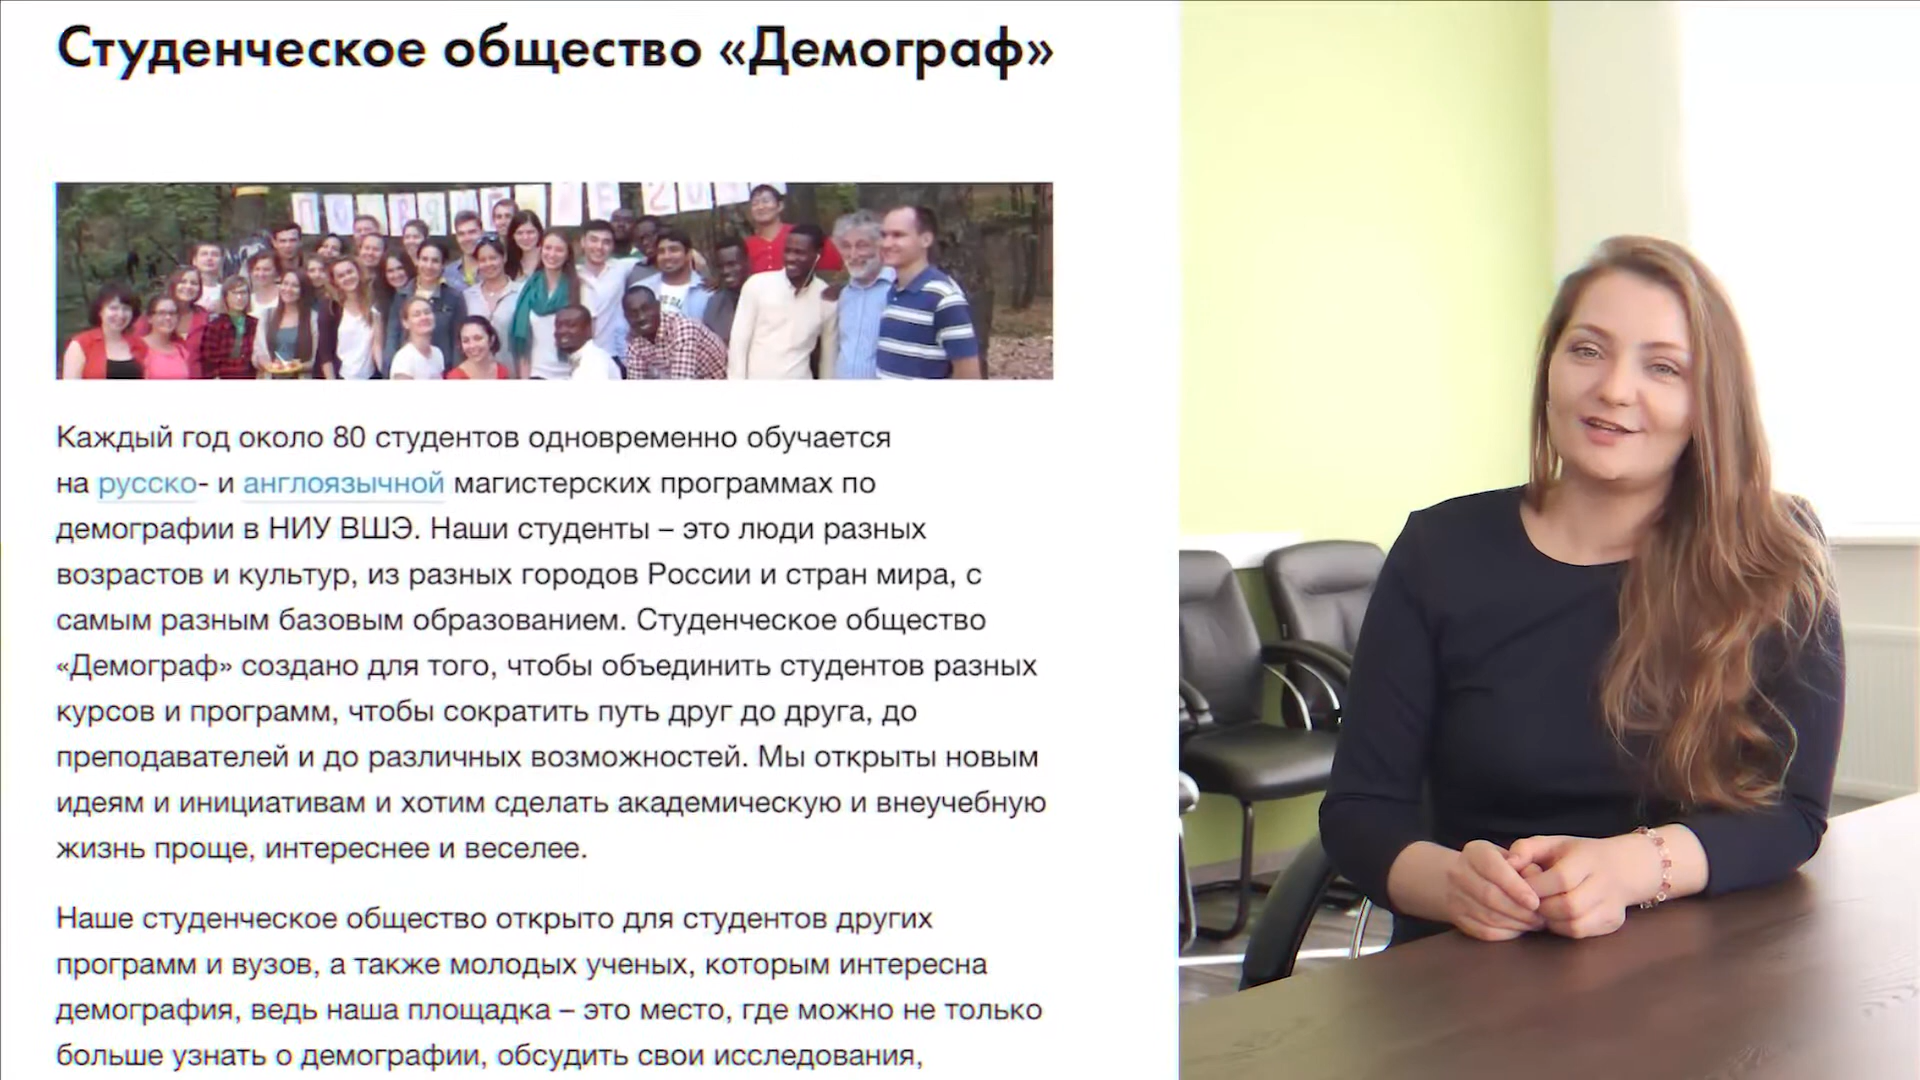 Студенческое общество «Демограф»
Каждый год около 80 студентов одновременно обучается
на русско- и англоязычной магистерских программах по
демографии в НИУ ВШЭ. Наши студенты – это люди разных
возрастов и культур, из разных городов России и стран мира, с
самым разным базовым образованием. Студенческое общество
«Демограф» создано для того, чтобы объединить студентов разных
курсов и программ, чтобы сократить путь друг до друга, до
преподавателей и до различных возможностей. Мы открыты новым
идеям и инициативам и хотим сделать академическую и внеучебную
жизнь проще, интереснее и веселее.
Наше студенческое общество открыто для студентов других
программ и вузов, а также молодых ученых, которым интересна
демография, ведь наша площадка – это место, где можно не только
больше узнать о демографии, обсудить свои исследования,